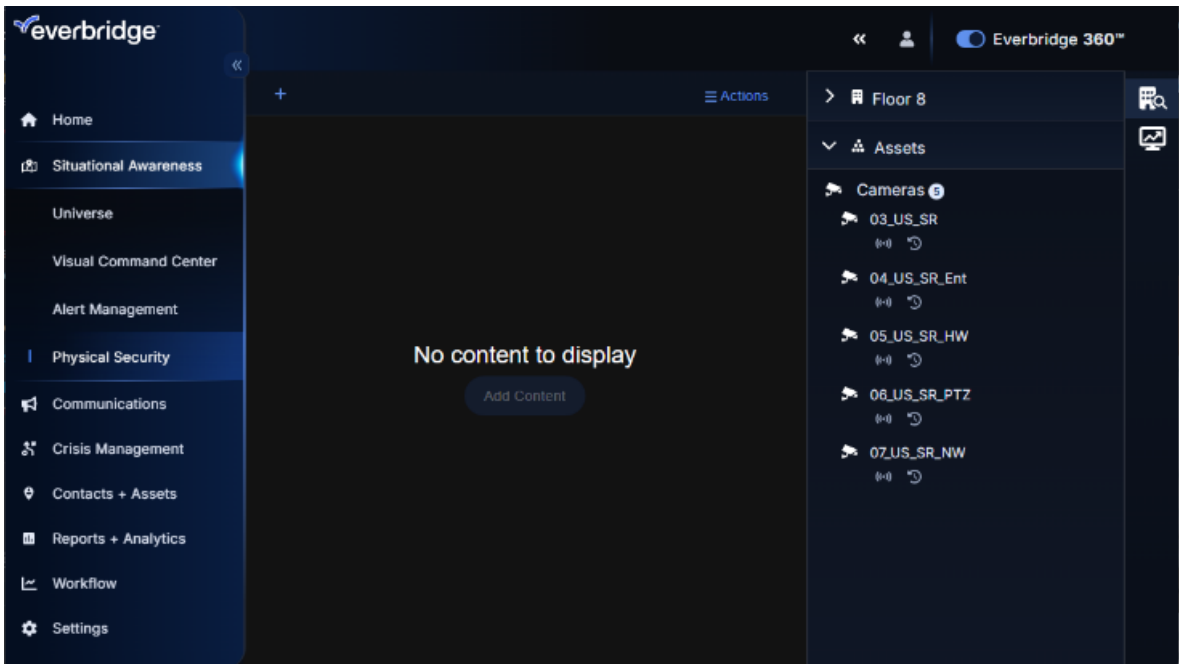 everbridge
Everbridge 360™
Home
Situational Awareness
Universe
Visual Command Center
Alert Management
Physical Security
Communications
Crisis Management
Contacts + Assets
Reports + Analytics
Workflow
Settings
Actions
No content to display
Add Content
Floor 8
Assets
Cameras 5
03_US_SR
04_US_SR_Ent
05_US_SR_HW
06_US_SR_PTZ
07_US_SR_NW